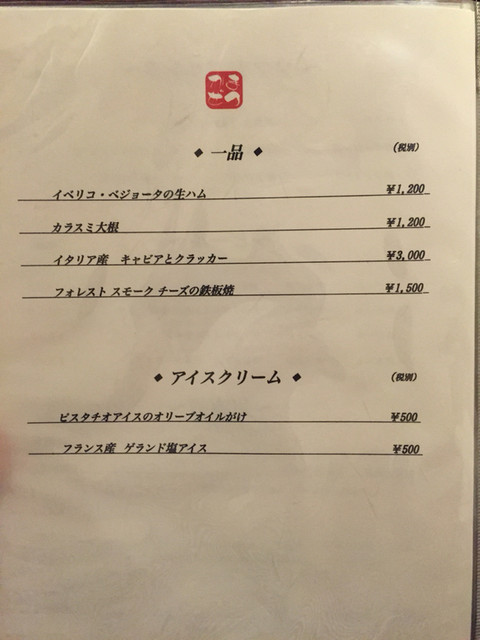 ◆ 一品 ◆ (税別)
イベリコ・ベジョータの生ハム ¥1,200
カラスミ大根 ¥1,200
イタリア産 キャビアとクラッカー ¥3,000
フォレスト スモーク チーズの鉄板焼 ¥1,500
◆ アイスクリーム ◆ (税別)
ピスタチオアイスのオリーブオイルがけ ¥500
フランス産 ゲランド塩アイス ¥500